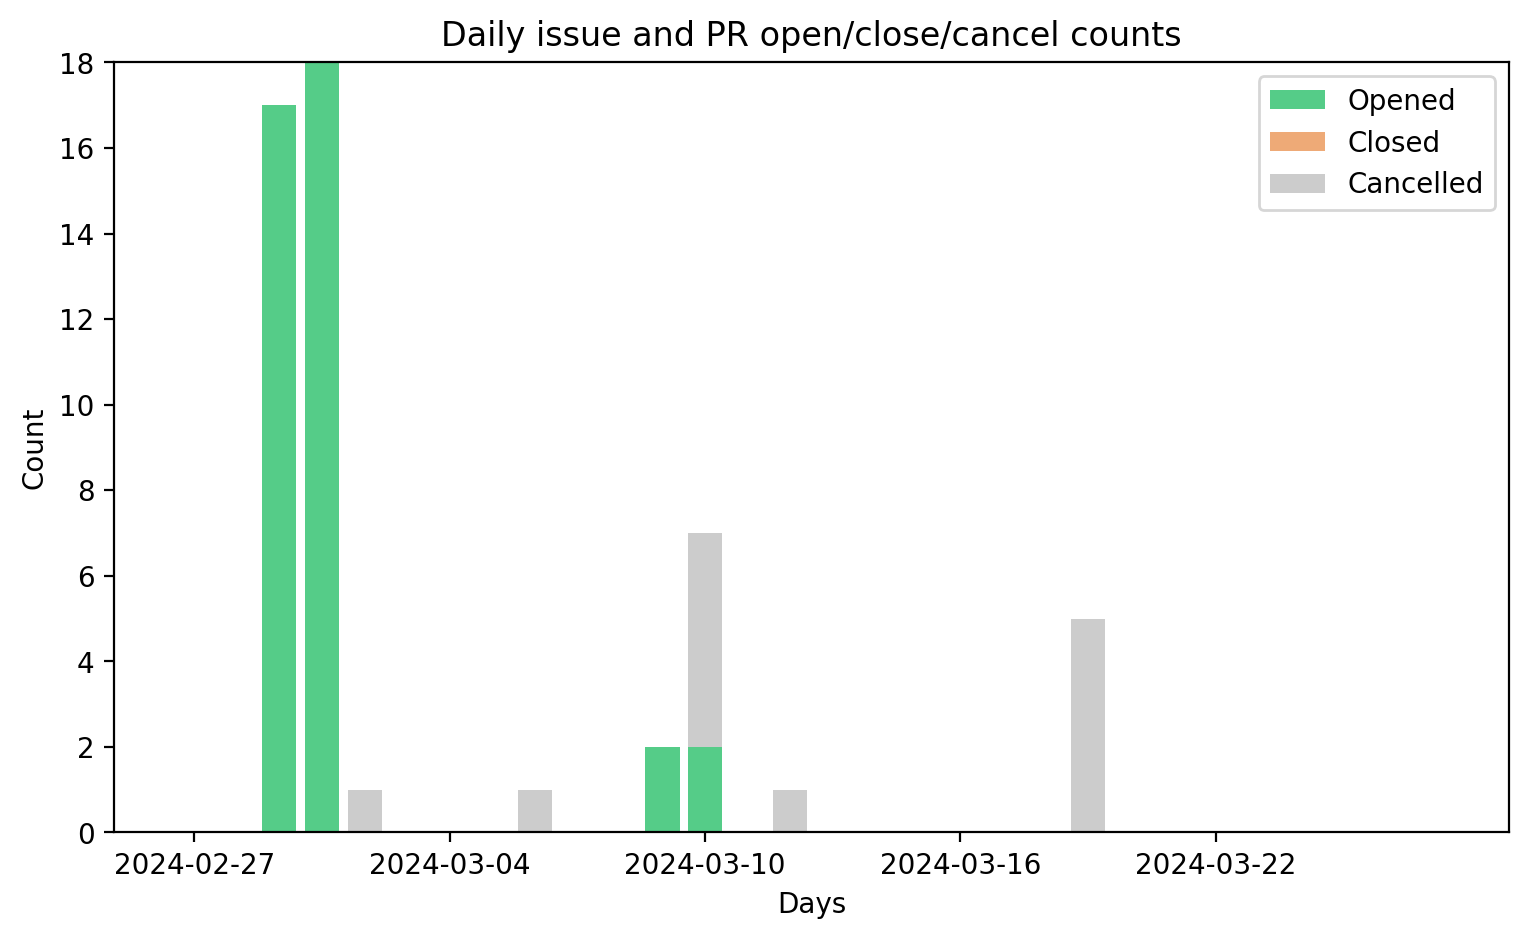 Daily issue and PR open/close/cancel counts
Opened
Closed
Cancelled
18
16
14
12
10
8
6
4
2
0
Count
2024-02-27
2024-03-04
2024-03-10
2024-03-16
2024-03-22
Days